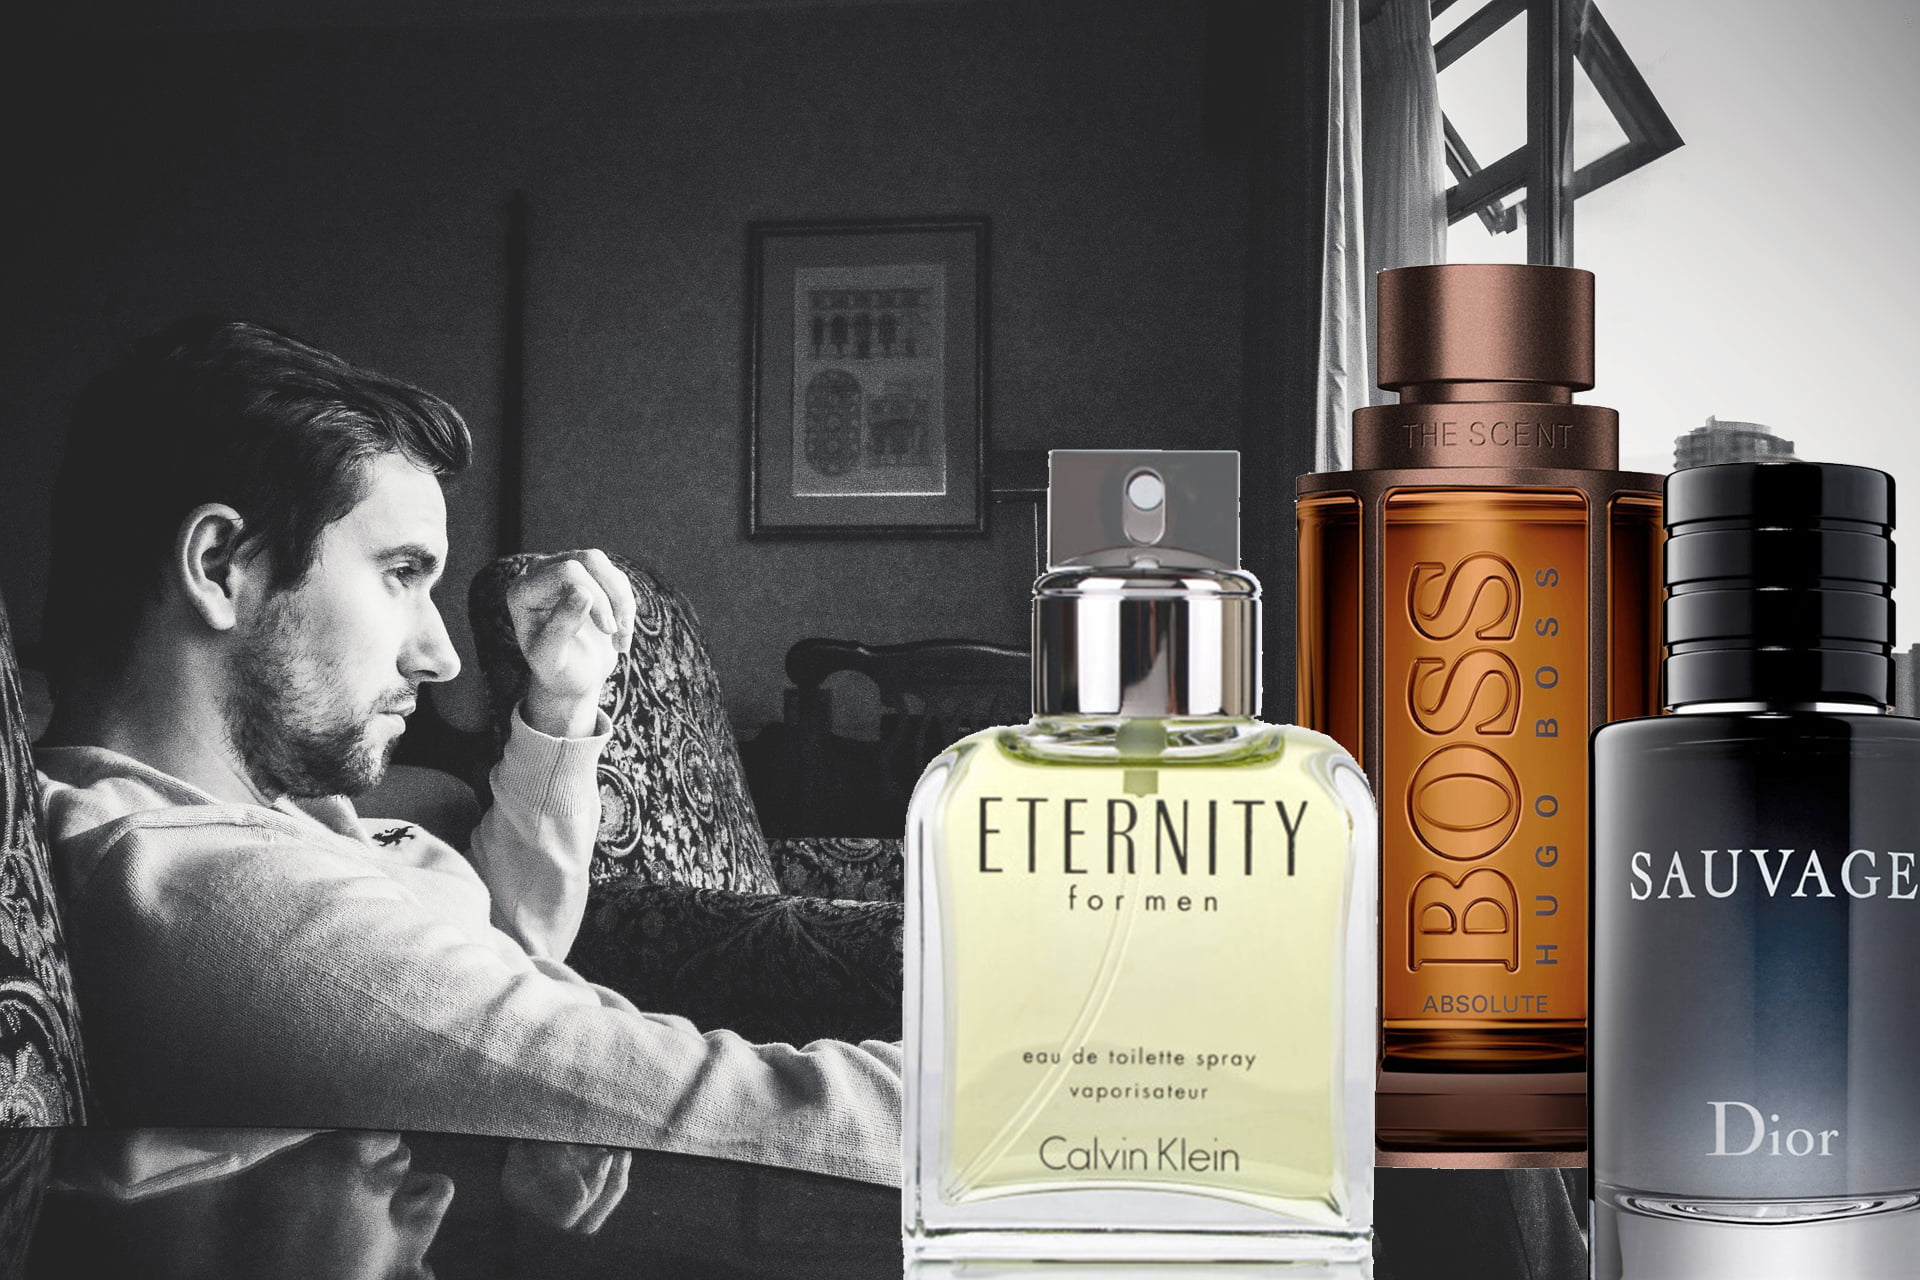 ETERNITY
for men
eau de toilette spray
vaporisateur
Calvin Klein
THE SCENT
BOSS
HUGO BOSS
ABSOLUTE
SAUVAGE
Dior